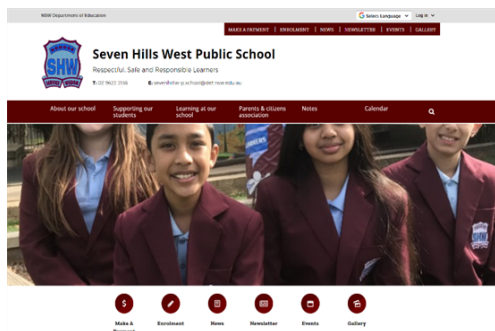 NSW Department of Education
Select Language
Log in
MAKE A PAYMENT | ENROLMENT | NEWS | NEWSLETTER | EVENTS | GALLERY
SHW
Seven Hills West Public School
Respectful, Safe and Responsible Learners
About our school
Supporting our students
Learning at our school
Parents & citizens association
Notes
Calendar
SHW
Make A
Enrolment
News
Newsletter
Events
Gallery